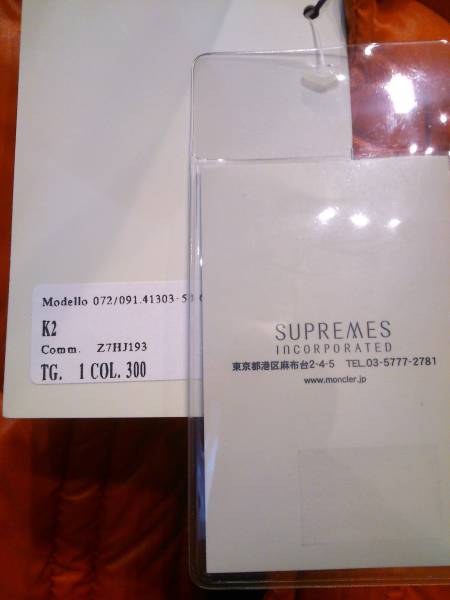 Modello 072/091.41303-50
K2
Comm. Z7HJ193
TG. 1 COL. 300
SUPREMES
INCORPORATED
東京都港区麻布台2-4-5 TEL.03-5777-2781
www.moncler.jp